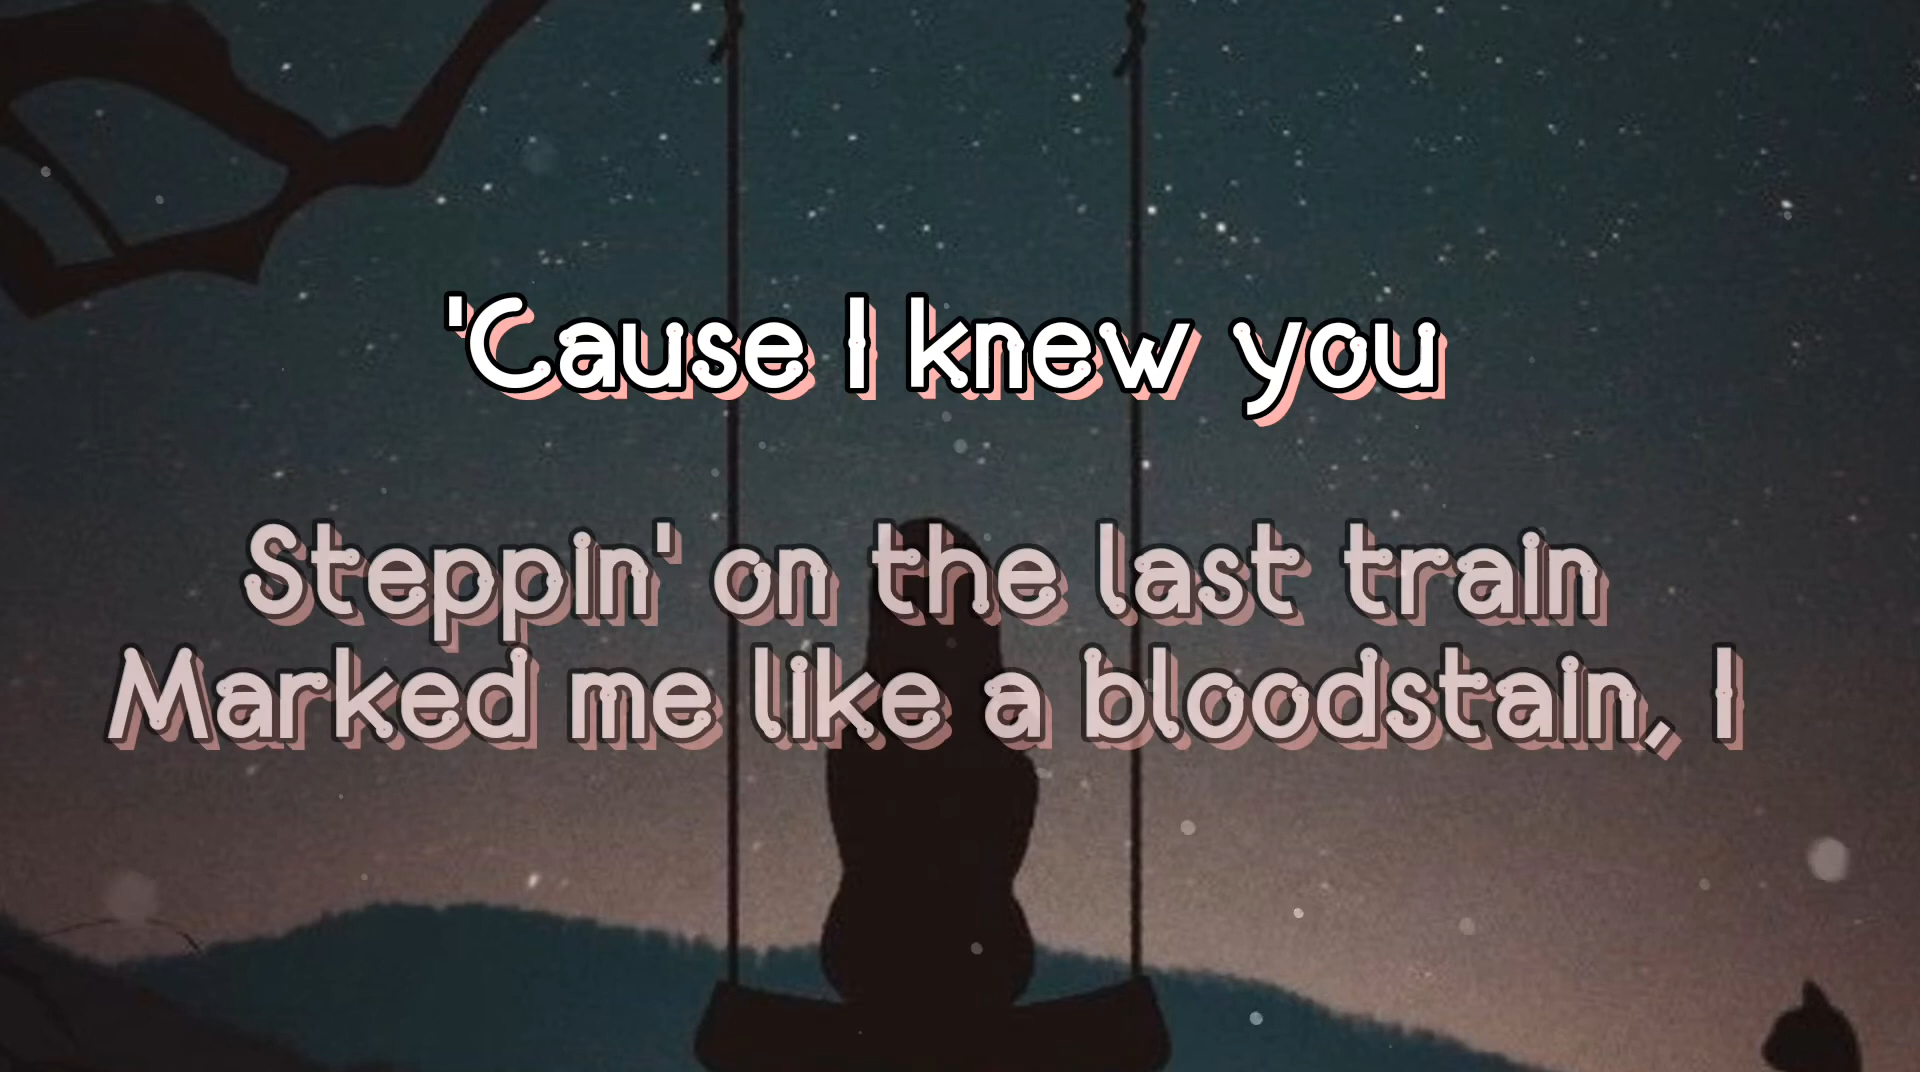 'Cause I knew you
Steppin' on the last train
Marked me like a bloodstain, I